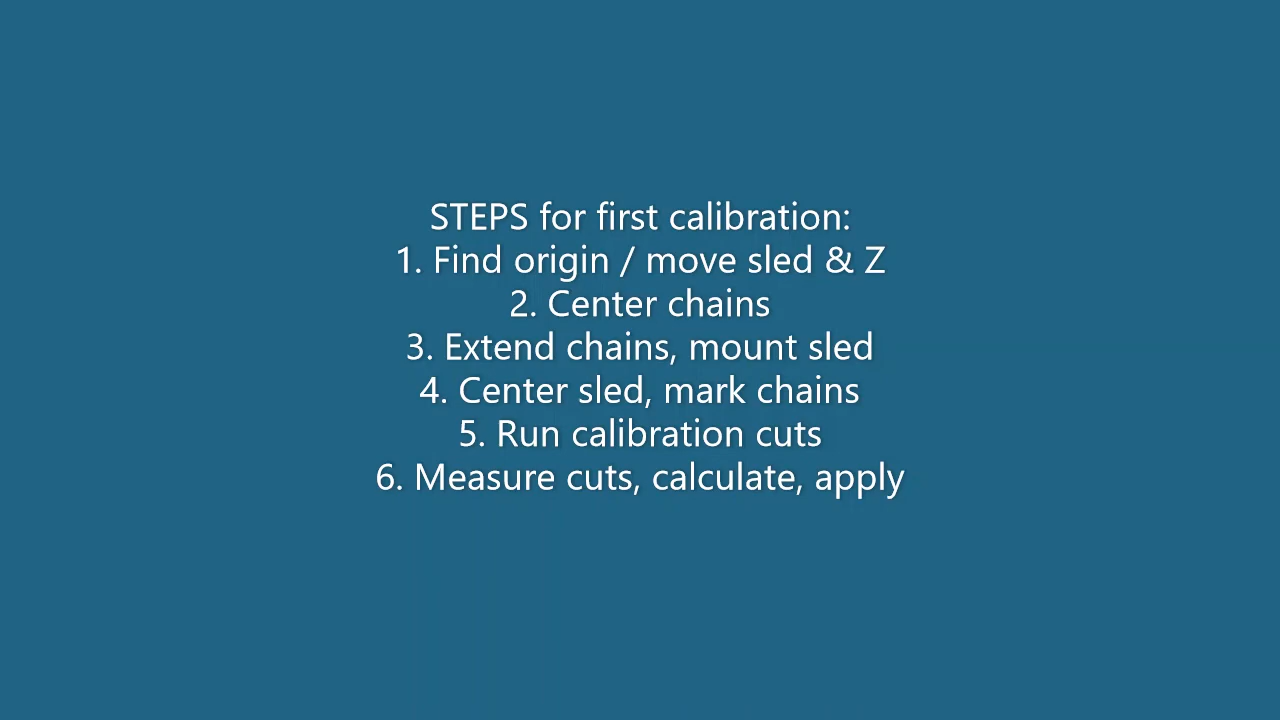 STEPS for first calibration:
1. Find origin / move sled & Z
2. Center chains
3. Extend chains, mount sled
4. Center sled, mark chains
5. Run calibration cuts
6. Measure cuts, calculate, apply